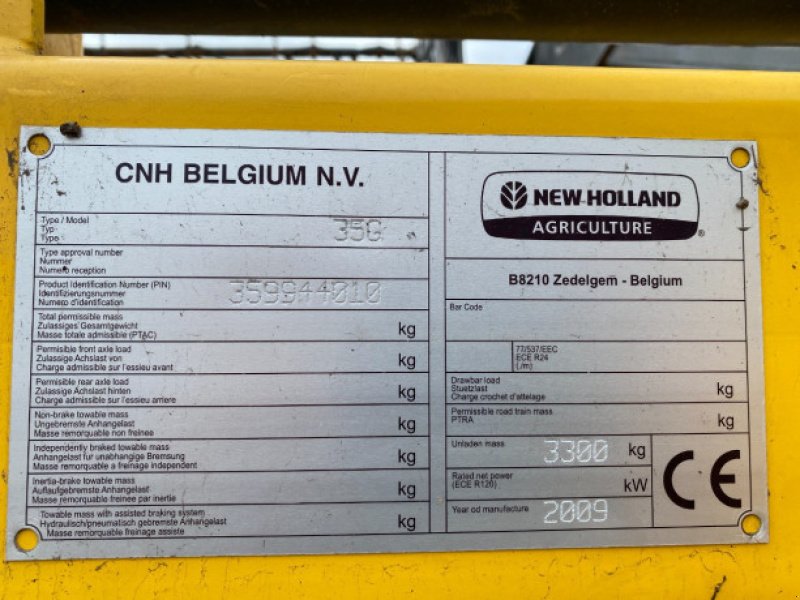 CNH BELGIUM N.V.
Type / Model
Typ
Type
35G
Type approval number
Nummer
Numero reception
Product Identification Number (PIN)
Identifizierungsnummer
Numero d'identification
359944010
Total permissible mass
Zulassiges Gesamtgewicht
Masse totale admissible (PTAC)
kg
Permisible front axle load
Zulassige Achslast von
Charge admissible sur l'essieu avant
kg
Permissible rear axle load
Zulässige Achslast hinten
Charge admissible sur l'essieu arriere
kg
Non-brake towable mass
Ungebremste Anhangelast
Masse remorquable non freinee
kg
Independently braked towable mass
Anhangelast fur unabhangige Bremsung
Masse remorquable a freinage independent
kg
Inertia-brake towable mass
Auflaufgebremste Anhangelast
Masse remorquable freinee par inertie
kg
Towable mass with assisted braking system
Hydraulisch/pneumatisch gebremste Anhangelast
Masse remorquable freinage assiste
kg
NEW HOLLAND
AGRICULTURE
®
B8210 Zedelgem - Belgium
Bar Code
77/537/EEC
ECE R24
(./m)
Drawbar load
Stuetzlast
Charge crochet d'attelage
kg
Permissible road train mass
PTRA
kg
Unladen mass
3300 kg
Rated net power
(ECE R120)
kW
Year od manufacture
2009
CE